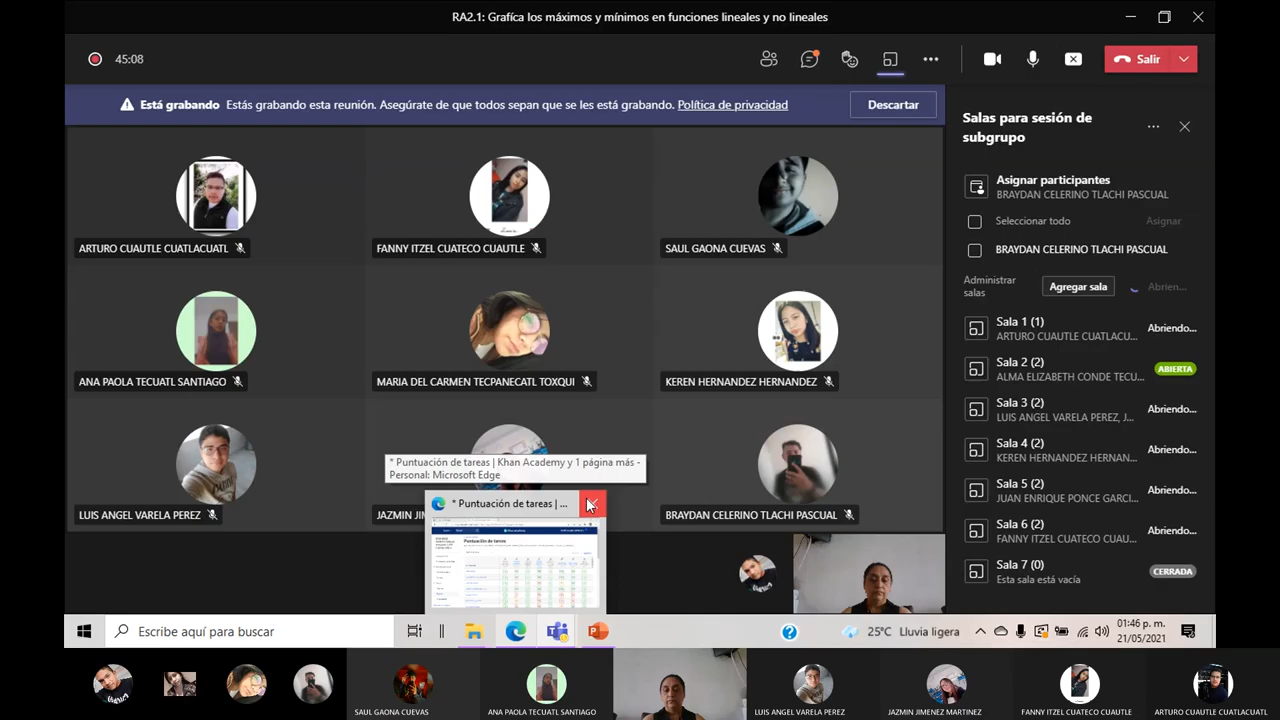 RA2.1: Grafíca los máximos y mínimos en funciones lineales y no lineales
45:08
Salir
Está grabando Estás grabando esta reunión. Asegúrate de que todos sepan que se les está grabando. Política de privacidad
Descartar
Salas para sesión de
subgrupo
Asignar participantes
BRAYDAN CELERINO TLACHI PASCUAL
Seleccionar todo
Asignar
BRAYDAN CELERINO TLACHI PASCUAL
Administrar
salas
Agregar sala
Abrien...
Sala 1 (1)
ARTURO CUAUTLE CUATLACU...
Abriendo...
Sala 2 (2)
ALMA ELIZABETH CONDE TECU...
ABIERTA
Sala 3 (2)
LUIS ANGEL VARELA PEREZ, J...
Abriendo...
Sala 4 (2)
KEREN HERNANDEZ HERNAN...
Abriendo...
Sala 5 (2)
JUAN ENRIQUE PONCE GARCI...
Abriendo...
Sala 6 (2)
FANNY ITZEL CUATECO CUAU...
Abriendo...
Sala 7 (0)
Esta sala está vacía
CERRADA
ARTURO CUAUTLE CUATLACUATL
FANNY ITZEL CUATECO CUAUTLE
SAUL GAONA CUEVAS
ANA PAOLA TECUATL SANTIAGO
MARIA DEL CARMEN TECPANECATL TOXQUI
KEREN HERNANDEZ HERNANDEZ
LUIS ANGEL VARELA PEREZ
JAZMIN
BRAYDAN CELERINO TLACHI PASCUAL
* Puntuación de tareas | Khan Academy y 1 página más -
Personal: Microsoft Edge
* Puntuación de tareas | ...
Puntuación de tareas
Escribe aquí para buscar
25°C Lluvia ligera
01:46 p. m.
21/05/2021
SAUL GAONA CUEVAS
ANA PAOLA TECUATL SANTIAGO
LUIS ANGEL VARELA PEREZ
JAZMIN JIMENEZ MARTINEZ
FANNY ITZEL CUATECO CUAUTLE
ARTURO CUAUTLE CUATLACUATL